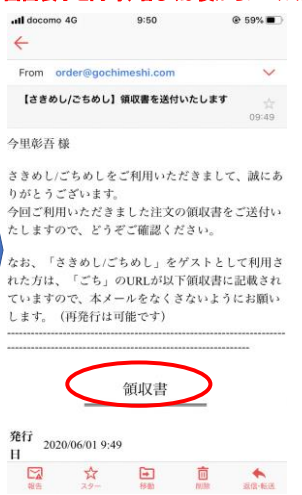 docomo 4G 9:50 59%
From order@gochimeshi.com
【さきめし/ごちめし】領収書を送付いたします
09:49
今里彰吾 様
さきめし/ごちめしをご利用いただきまして、誠にあ
りがとうございます。
今回ご利用いただきました注文の領収書をご送付い
たしますので、どうぞご確認ください。
なお、「さきめし/ごちめし」をゲストとして利用さ
れた方は、「ごち」のURLが以下領収書に記載され
ていますので、本メールをなくさないようにお願い
します。（再発行は可能です）
領収書
発行
日
2020/06/01 9:49
報告 スター 移動 削除 返信・転送